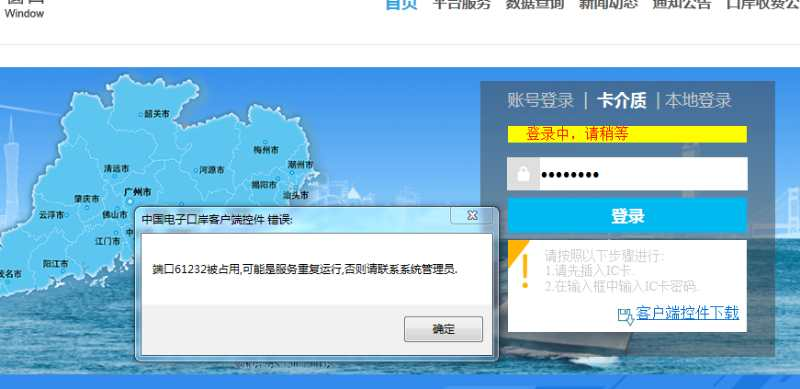 Window
首页 平台服务 数据查询 新闻动态 通知公告 口岸收费公
账号登录 | 卡介质 | 本地登录
登录中，请稍等
••••••••
登录
请按照以下步骤进行:
1.请先插入IC卡.
2.在输入框中输入IC卡密码.
客户端控件下载
韶关市
清远市
河源市
梅州市
潮州市
揭阳市
汕头市
广州市
肇庆市
云浮市
佛山市
江门市
阳江市
茂名市
中国电子口岸客户端控件 错误:
端口61232被占用,可能是服务重复运行,否则请联系系统管理员.
确定